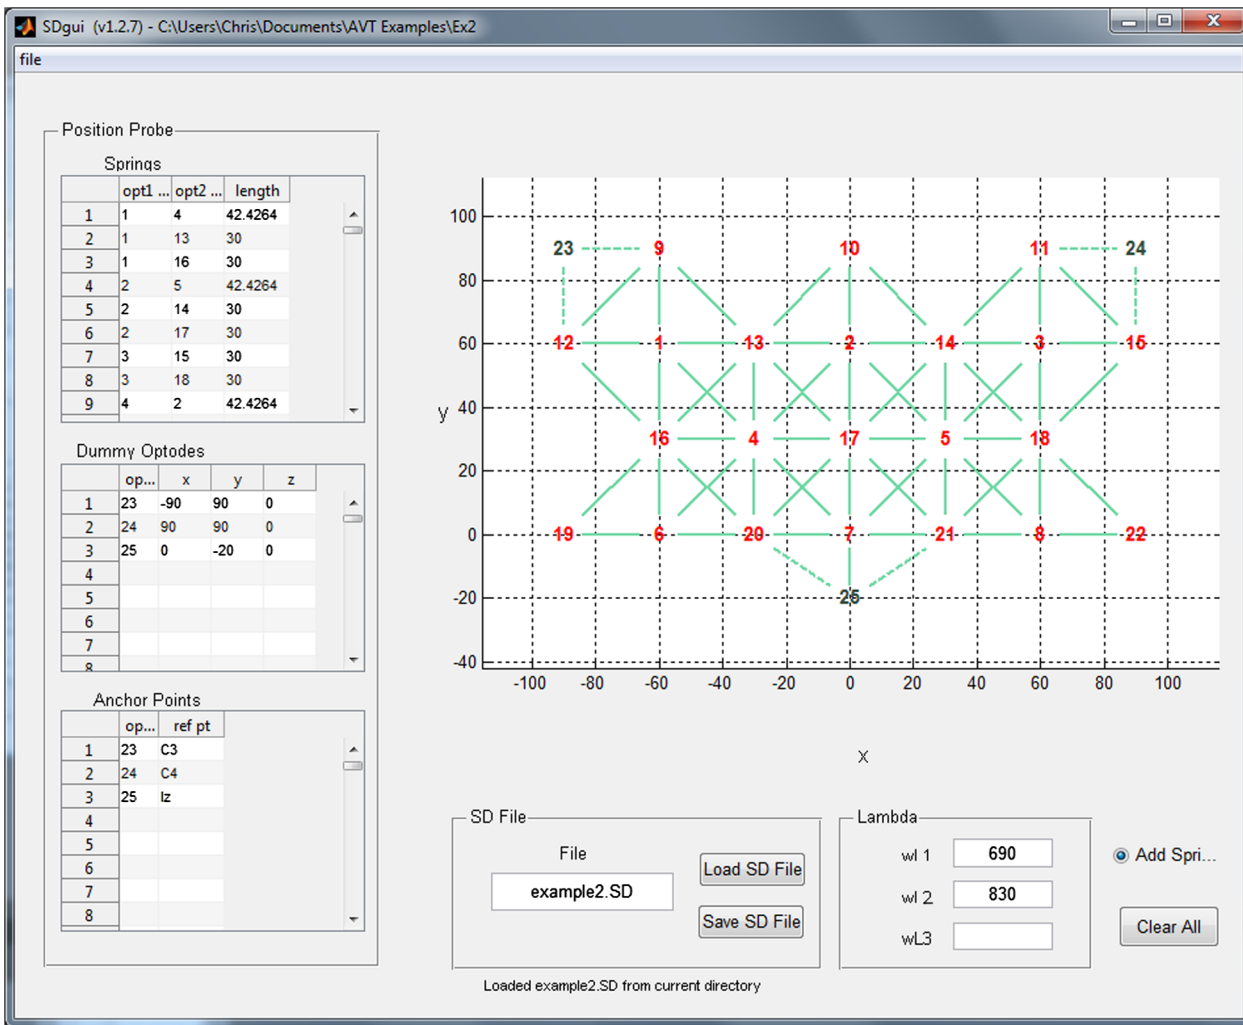 SDgui (v1.2.7) - C:\Users\Chris\Documents\AVT Examples\Ex2
file
Position Probe
Springs
opt1 ... opt2 ... length
1 1 4 42.4264
2 1 13 30
3 1 16 30
4 2 5 42.4264
5 2 14 30
6 2 17 30
7 3 15 30
8 3 18 30
9 4 2 42.4264
Dummy Optodes
op... x y z
1 23 -90 90 0
2 24 90 90 0
3 25 0 -20 0
4
5
6
7
8
Anchor Points
op... ref pt
1 23 C3
2 24 C4
3 25 Iz
4
5
6
7
8
100
80
60
40
20
0
-20
-40
y
23 9 10 11 24
12 1 13 2 14 3 15
16 4 17 5 18
19 6 20 7 21 8 22
25
-100 -80 -60 -40 -20 0 20 40 60 80 100
x
SD File
File
example2.SD
Load SD File
Save SD File
Loaded example2.SD from current directory
Lambda
wl 1 690
wl 2 830
wL3
Add Spri...
Clear All